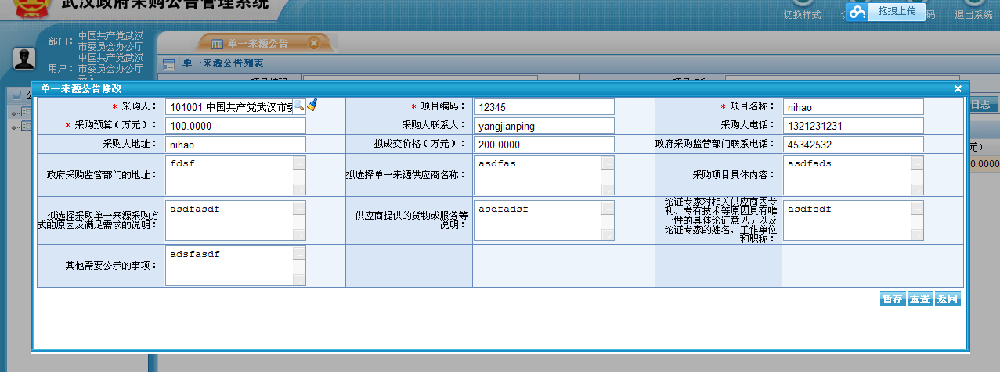 武汉政府采购公告管理系统
切换样式
码
退出系统
拖拽上传
部门：
中国共产党武汉
市委员会办公厅
用户：
中国共产党武汉
市委员会办公厅
录入
单一来源公告
单一来源公告列表
项目编码：
项目名称：
单一来源公告修改
* 采购人：
101001 中国共产党武汉市委
* 项目编码：
12345
* 项目名称：
nihao
* 采购预算（万元）：
100.0000
采购人联系人：
yangjianping
采购人电话：
1321231231
采购人地址：
nihao
拟成交价格（万元）：
200.0000
政府采购监管部门联系电话：
45342532
政府采购监管部门的地址：
fdsf
拟选择单一来源供应商名称：
asdfas
采购项目具体内容：
asdfads
拟选择采取单一来源采购方
式的原因及满足需求的说明：
asdfasdf
供应商提供的货物或服务等
说明：
asdfadsf
论证专家对相关供应商因专
利、专有技术等原因具有唯
一性的具体论证意见，以及
论证专家的姓名、工作单位
和职称：
asdfsdf
其他需要公示的事项：
adsfasdf
暂存
重置
返回
日志
元）
0.0000